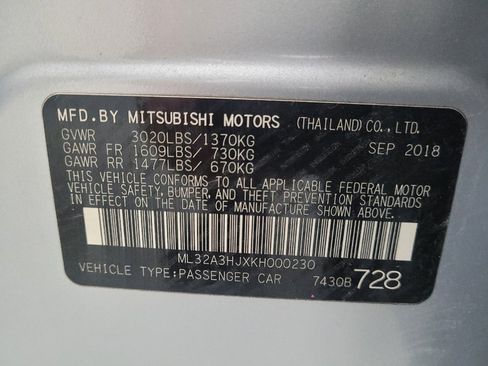 MFD.BY MITSUBISHI MOTORS (THAILAND)CO.,LTD.
GVWR 3020LBS/1370KG SEP 2018
GAWR FR 1609LBS/ 730KG
GAWR RR 1477LBS/ 670KG
THIS VEHICLE CONFORMS TO ALL APPLICABLE FEDERAL MOTOR
VEHICLE SAFETY,BUMPER,AND THEFT PREVENTION STANDARDS
IN EFFECT ON THE DATE OF MANUFACTURE SHOWN ABOVE.
ML32A3HJXKH000230
VEHICLE TYPE:PASSENGER CAR 7430B 728